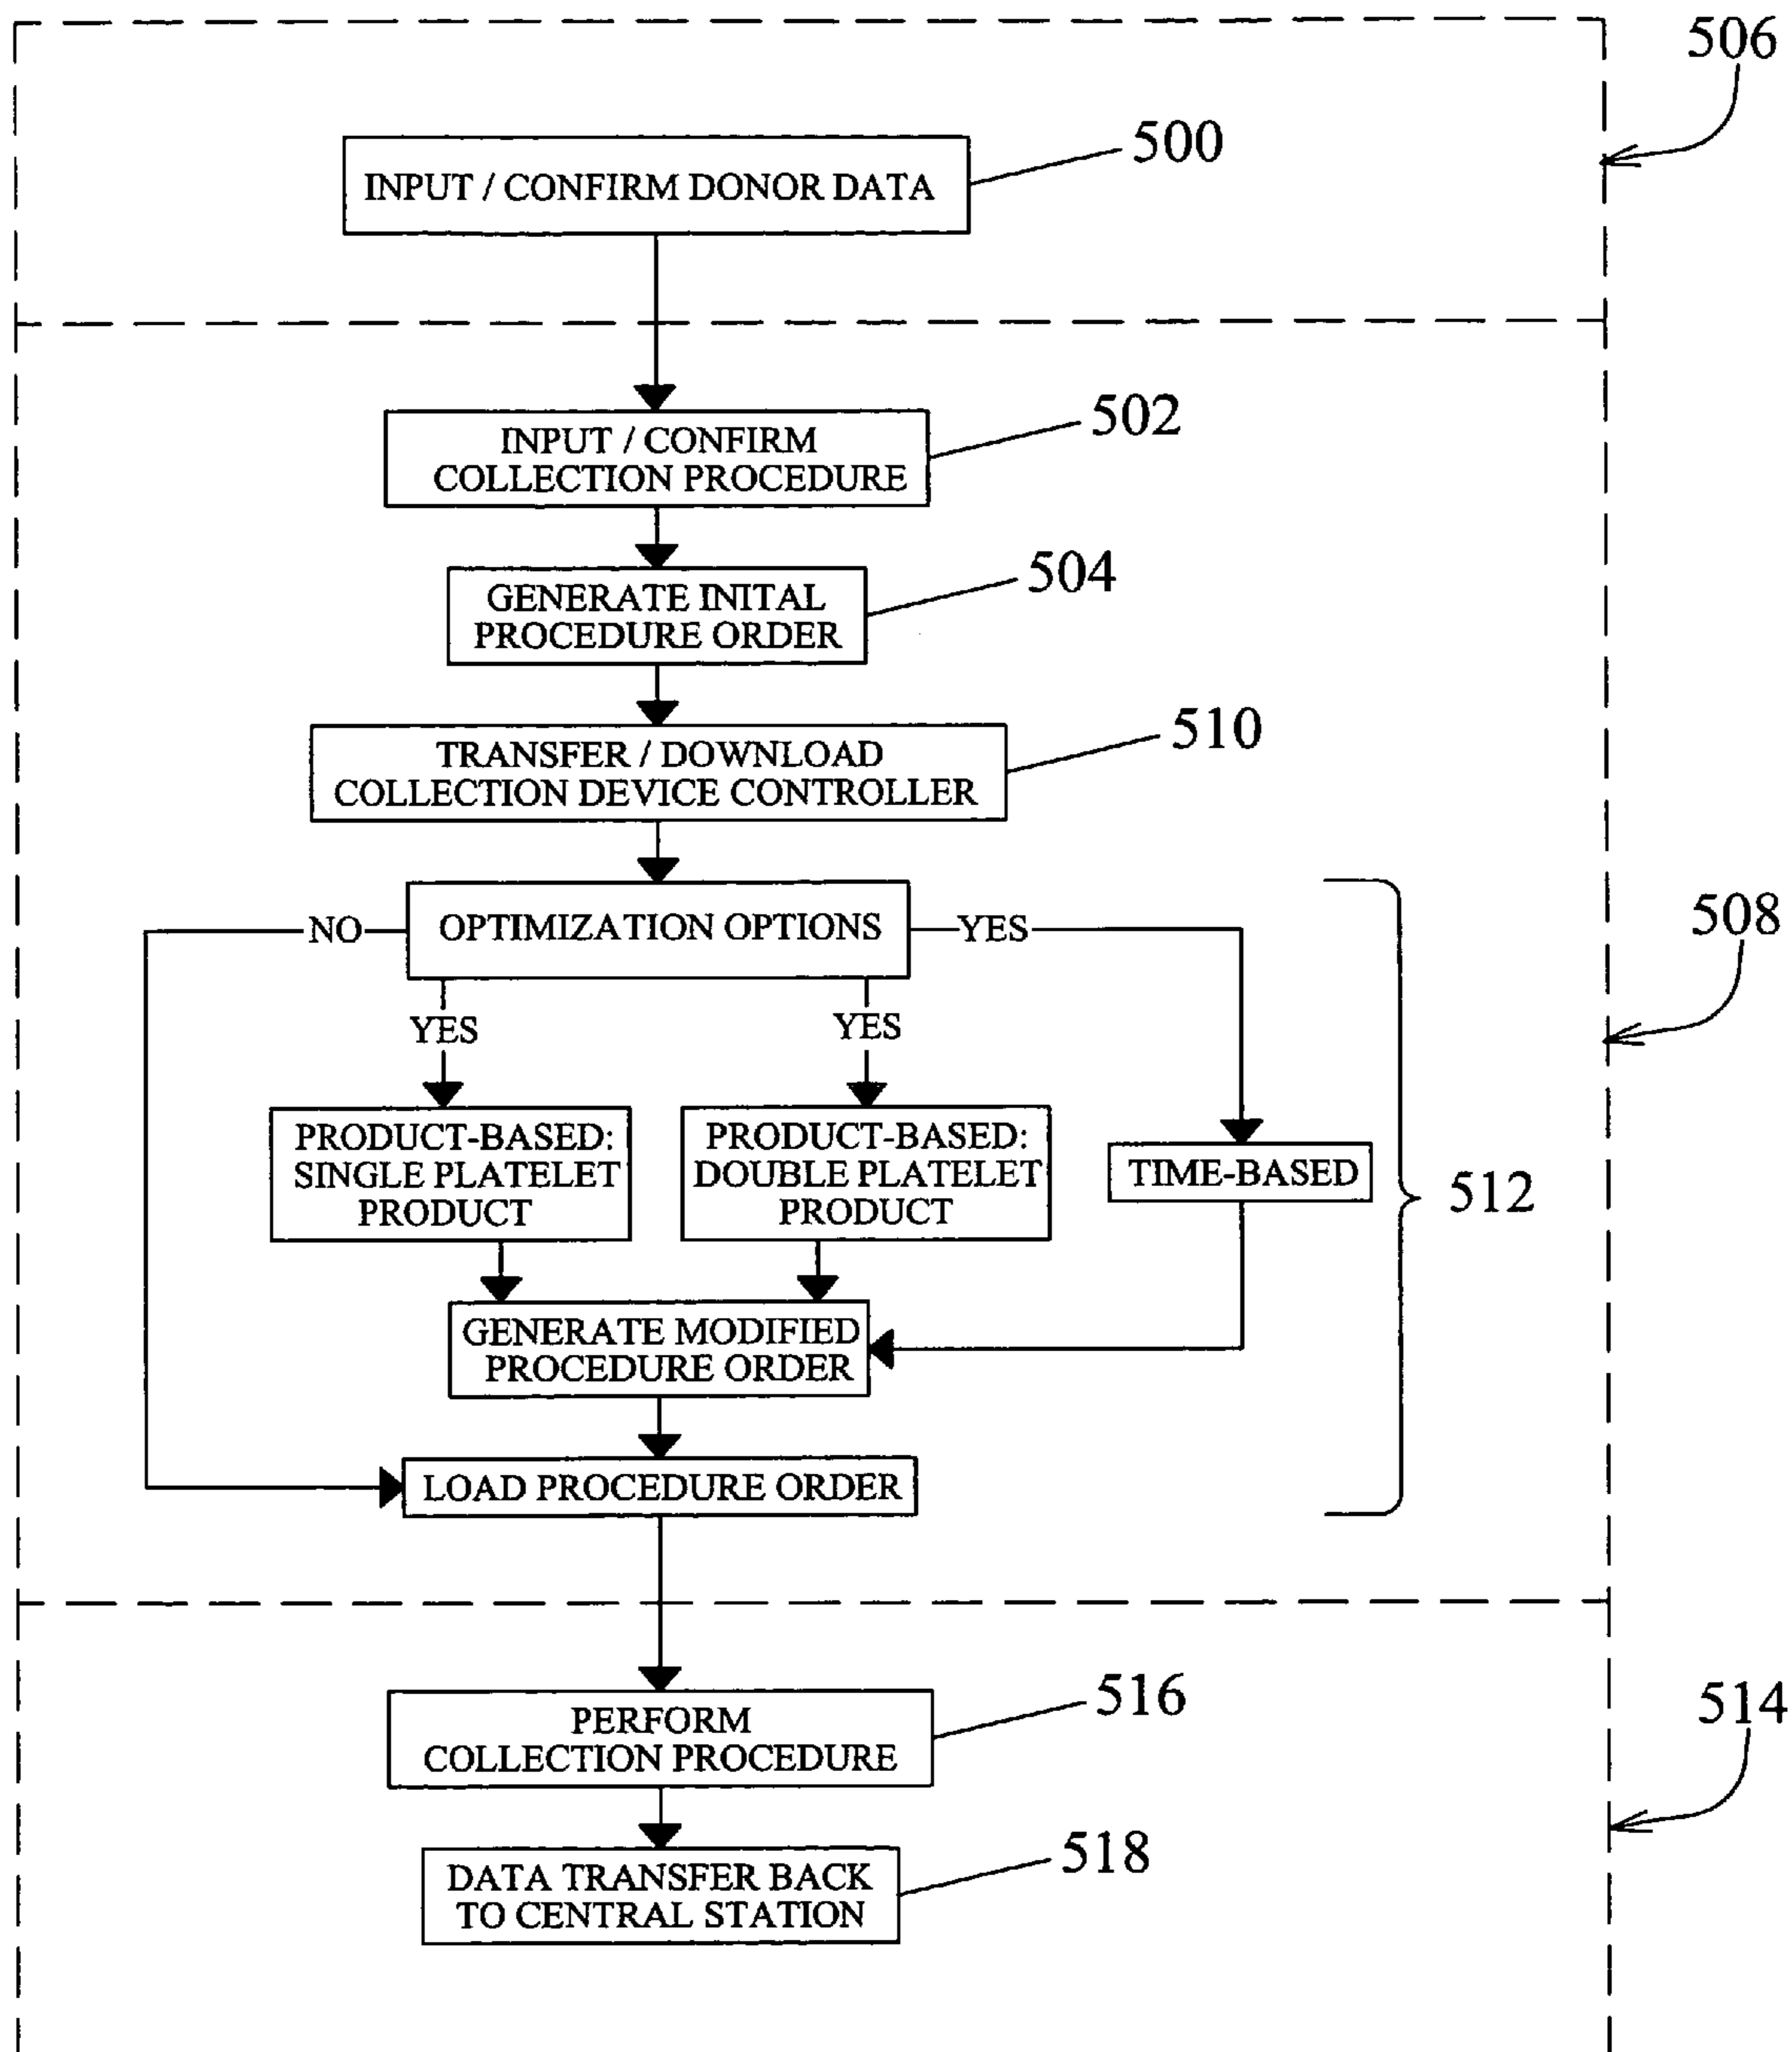 506
500
INPUT / CONFIRM DONOR DATA
502
INPUT / CONFIRM
COLLECTION PROCEDURE
504
GENERATE INITAL
PROCEDURE ORDER
510
TRANSFER / DOWNLOAD
COLLECTION DEVICE CONTROLLER
NO
OPTIMIZATION OPTIONS
YES
508
YES
YES
PRODUCT-BASED:
SINGLE PLATELET
PRODUCT
PRODUCT-BASED:
DOUBLE PLATELET
PRODUCT
TIME-BASED
512
GENERATE MODIFIED
PROCEDURE ORDER
LOAD PROCEDURE ORDER
516
PERFORM
COLLECTION PROCEDURE
514
518
DATA TRANSFER BACK
TO CENTRAL STATION